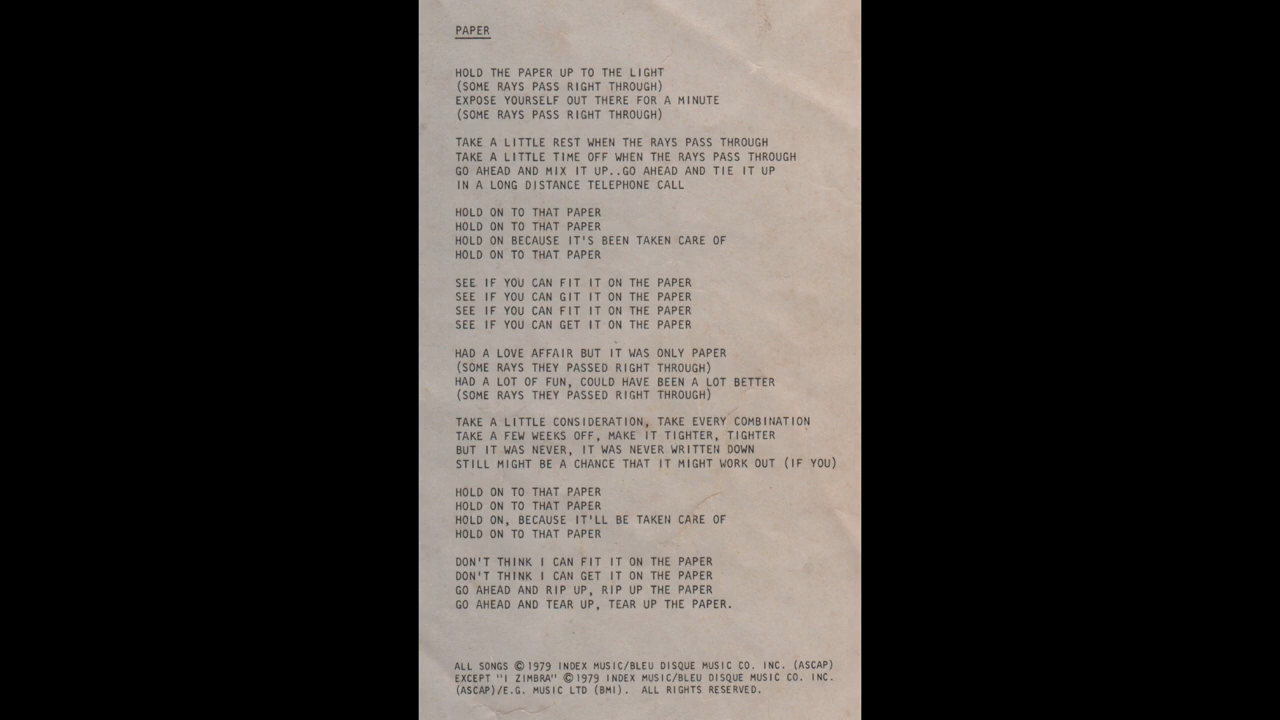 PAPER
HOLD THE PAPER UP TO THE LIGHT
(SOME RAYS PASS RIGHT THROUGH)
EXPOSE YOURSELF OUT THERE FOR A MINUTE
(SOME RAYS PASS RIGHT THROUGH)
TAKE A LITTLE REST WHEN THE RAYS PASS THROUGH
TAKE A LITTLE TIME OFF WHEN THE RAYS PASS THROUGH
GO AHEAD AND MIX IT UP..GO AHEAD AND TIE IT UP
IN A LONG DISTANCE TELEPHONE CALL
HOLD ON TO THAT PAPER
HOLD ON TO THAT PAPER
HOLD ON BECAUSE IT'S BEEN TAKEN CARE OF
HOLD ON TO THAT PAPER
SEE IF YOU CAN FIT IT ON THE PAPER
SEE IF YOU CAN GIT IT ON THE PAPER
SEE IF YOU CAN FIT IT ON THE PAPER
SEE IF YOU CAN GET IT ON THE PAPER
HAD A LOVE AFFAIR BUT IT WAS ONLY PAPER
(SOME RAYS THEY PASSED RIGHT THROUGH)
HAD A LOT OF FUN, COULD HAVE BEEN A LOT BETTER
(SOME RAYS THEY PASSED RIGHT THROUGH)
TAKE A LITTLE CONSIDERATION, TAKE EVERY COMBINATION
TAKE A FEW WEEKS OFF, MAKE IT TIGHTER, TIGHTER
BUT IT WAS NEVER, IT WAS NEVER WRITTEN DOWN
STILL MIGHT BE A CHANCE THAT IT MIGHT WORK OUT (IF YOU)
HOLD ON TO THAT PAPER
HOLD ON TO THAT PAPER
HOLD ON, BECAUSE IT'LL BE TAKEN CARE OF
HOLD ON TO THAT PAPER
DON'T THINK I CAN FIT IT ON THE PAPER
DON'T THINK I CAN GET IT ON THE PAPER
GO AHEAD AND RIP UP, RIP UP THE PAPER
GO AHEAD AND TEAR UP, TEAR UP THE PAPER.
ALL SONGS ©1979 INDEX MUSIC/BLEU DISQUE MUSIC CO. INC. (ASCAP)
EXCEPT "I ZIMBRA" ©1979 INDEX MUSIC/BLEU DISQUE MUSIC CO. INC.
(ASCAP)/E.G. MUSIC LTD (BMI). ALL RIGHTS RESERVED.